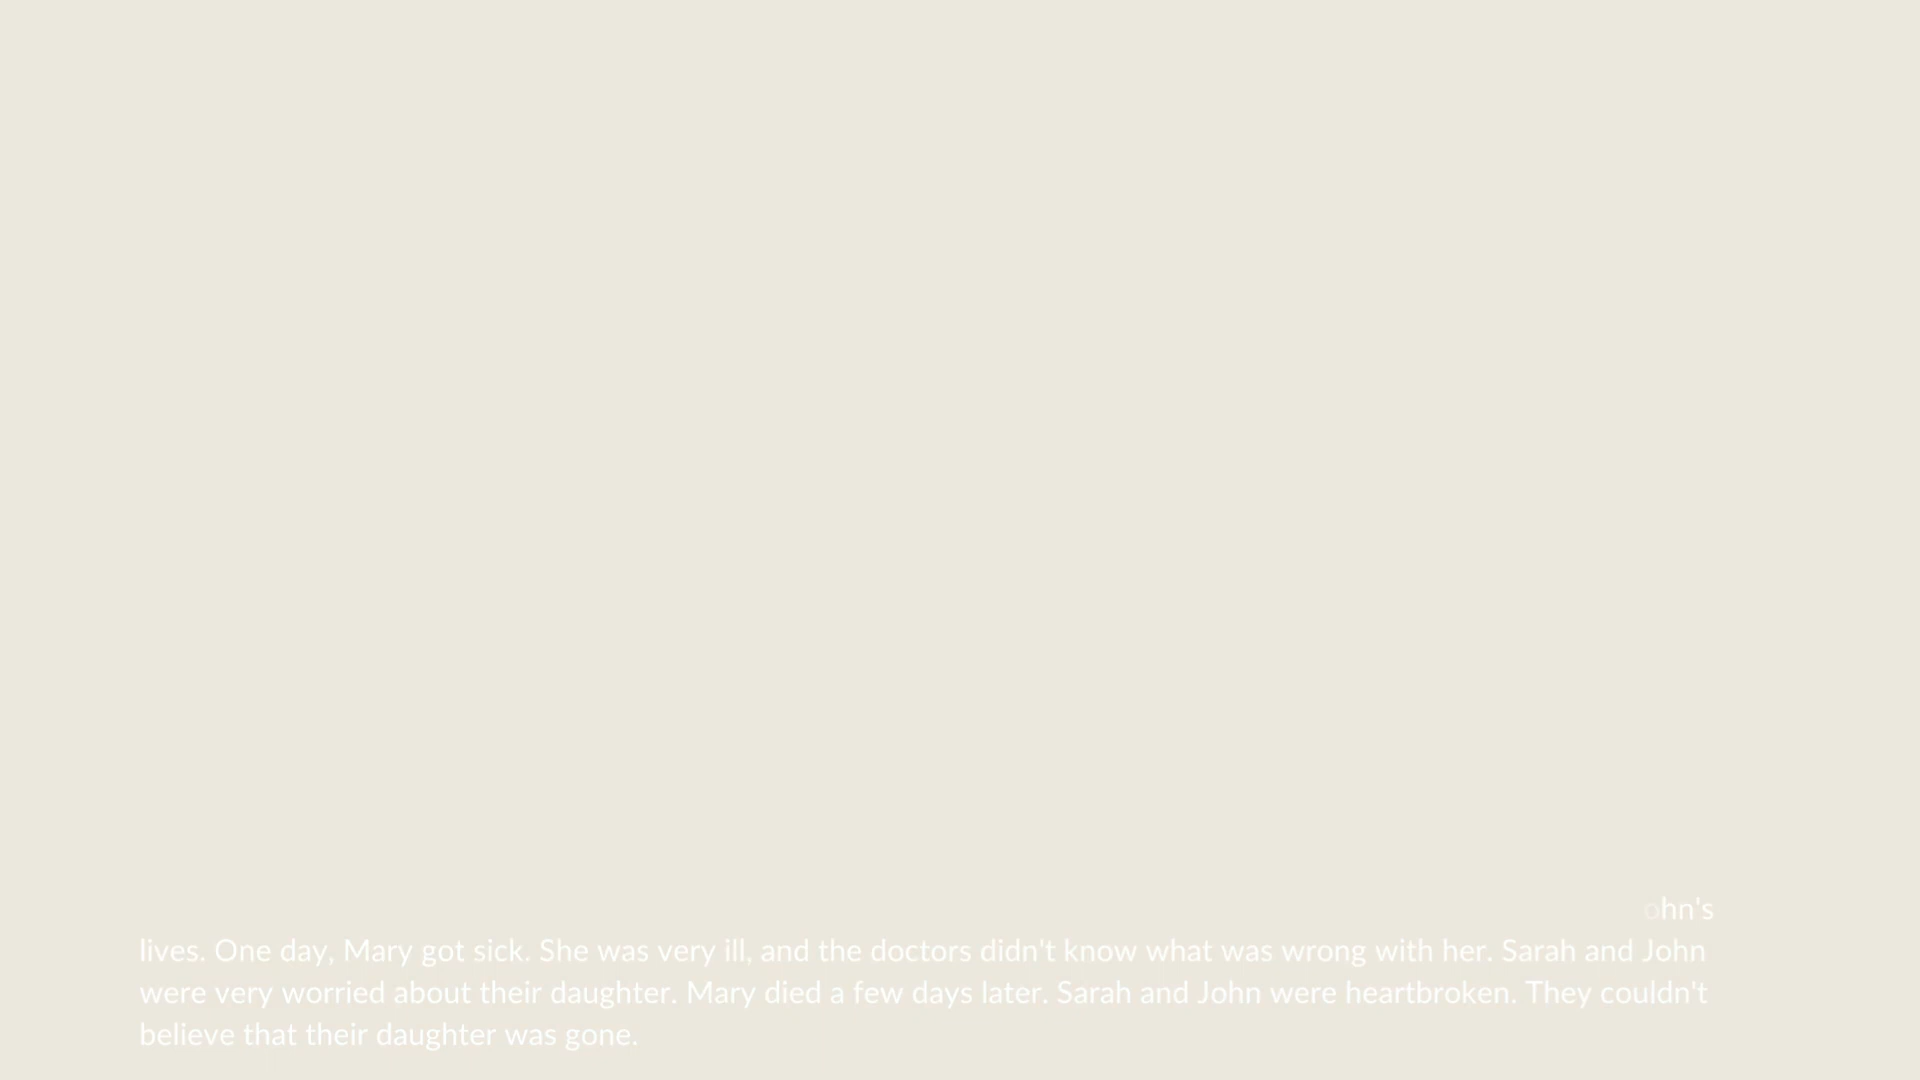 ohn's
lives. One day, Mary got sick. She was very ill, and the doctors didn't know what was wrong with her. Sarah and John
were very worried about their daughter. Mary died a few days later. Sarah and John were heartbroken. They couldn't
believe that their daughter was gone.